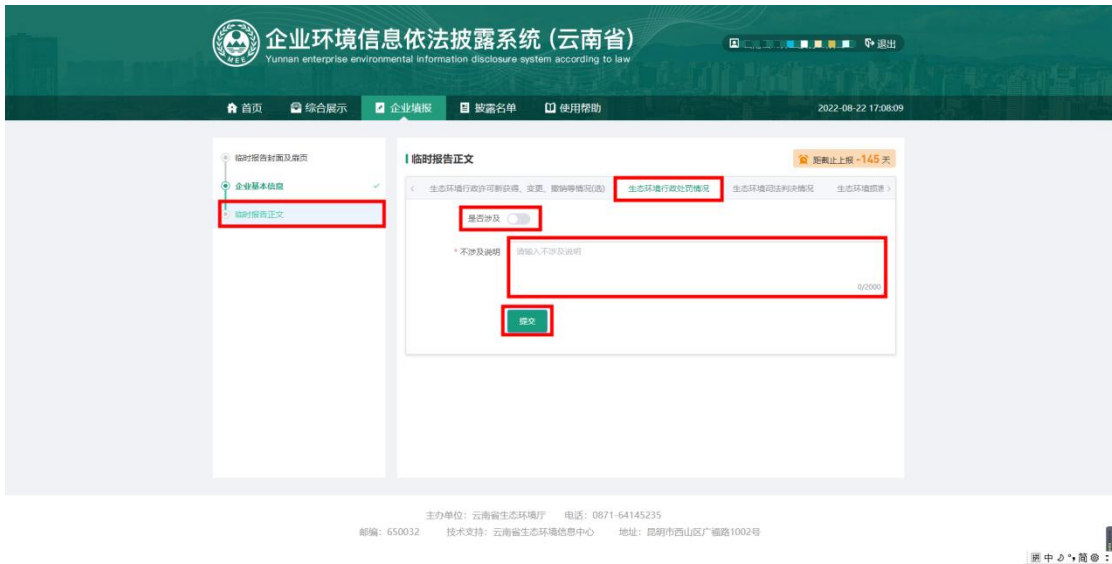 企业环境信息依法披露系统 (云南省)
Yunnan enterprise environmental information disclosure system according to law
MEE
退出
首页 综合展示 企业填报 披露名单 使用帮助 2022-08-22 17:08:09
临时报告封面及扉页
企业基本信息
临时报告正文
临时报告正文 距截止上报 -145 天
生态环境行政许可新获得、变更、撤销等情况(选) 生态环境行政处罚情况 生态环境司法判决情况 生态环境损害
是否涉及
* 不涉及说明 请输入不涉及说明
0/2000
提交
主办单位：云南省生态环境厅 电话：0871-64145235
邮编：650032 技术支持：云南省生态环境信息中心 地址：昆明市西山区广福路1002号
中 简